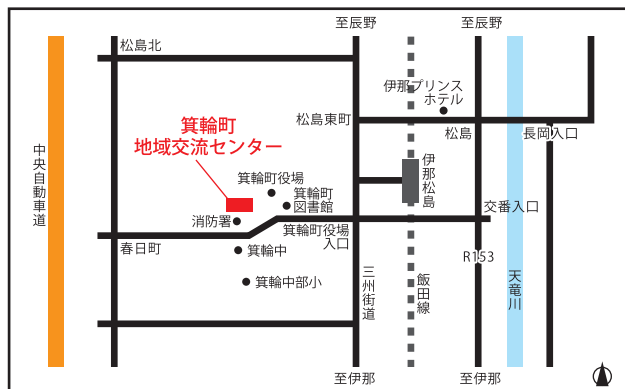 至辰野
至辰野
松島北
伊那プリンス
ホテル
松島東町
松島
長岡入口
箕輪町
地域交流センター
中央自動車道
伊那松島
箕輪町役場
箕輪町
図書館
消防署
交番入口
箕輪町役場
入口
春日町
箕輪中
R153
三州街道
飯田線
天竜川
箕輪中部小
至伊那
至伊那